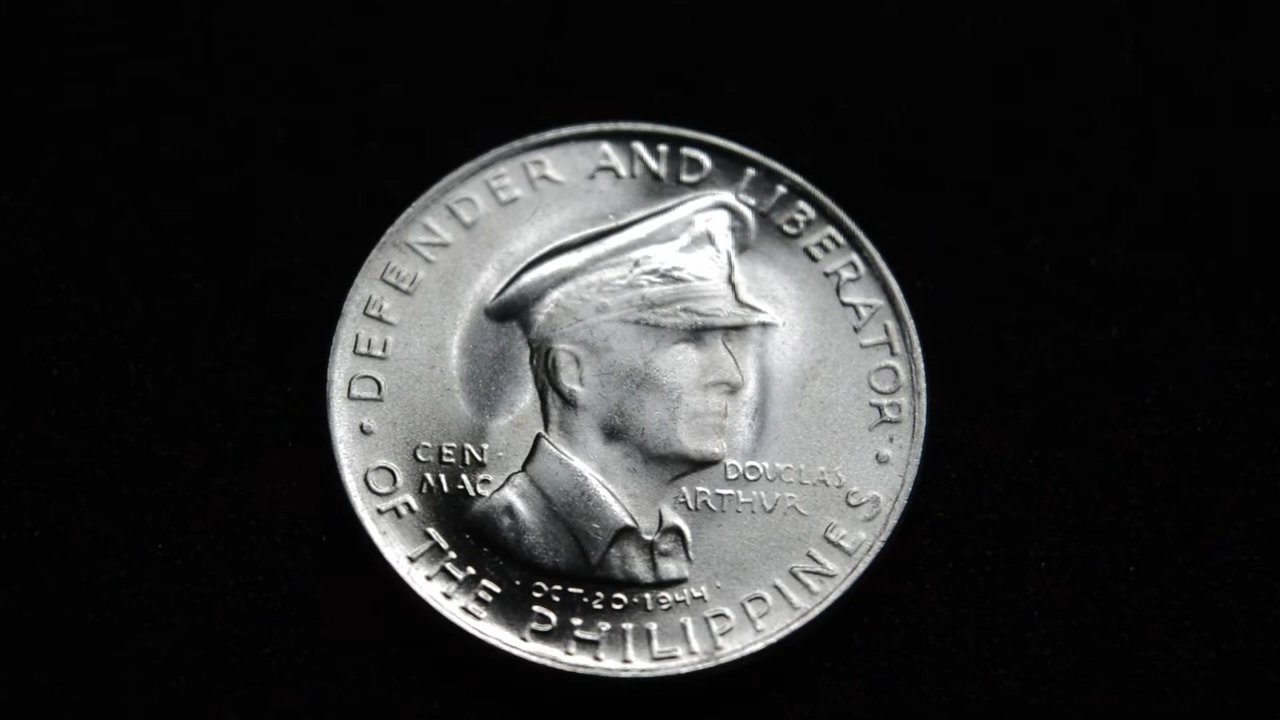 ·DEFENDER AND LIBERATOR·
OF THE PHILIPPINES
GEN· DOUGLAS
MAC ARTHUR
·OCT·20·1944·